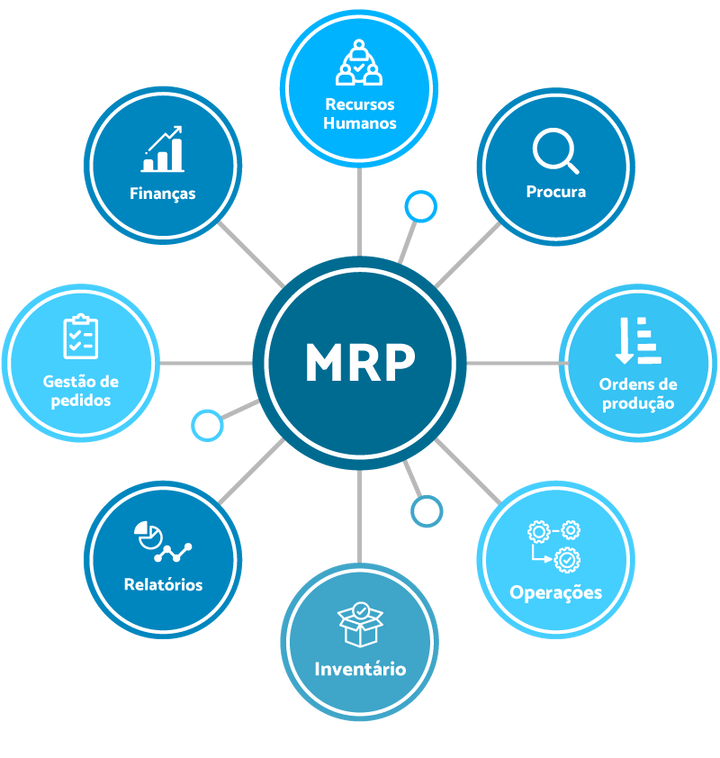 Recursos
Humanos
Finanças
Procura
MRP
Gestão de
pedidos
Ordens de
produção
Relatórios
Operações
Inventário